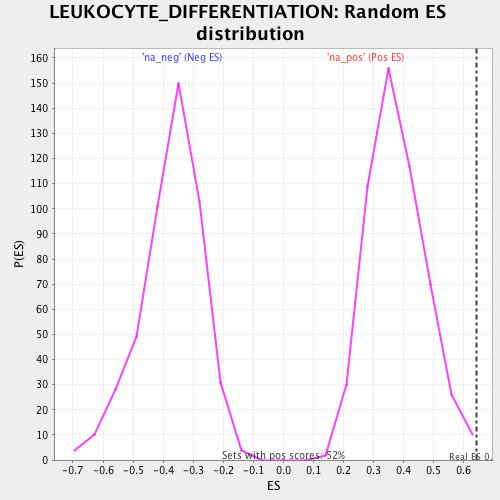 LEUKOCYTE_DIFFERENTIATION: Random ES
distribution
'na_neg' (Neg ES)
'na_pos' (Pos ES)
P(ES)
160
150
140
130
120
110
100
90
80
70
60
50
40
30
20
10
0
Sets with pos scores: 52%
Real ES 0.
-0.7 -0.6 -0.5 -0.4 -0.3 -0.2 -0.1 0.0 0.1 0.2 0.3 0.4 0.5 0.6
ES